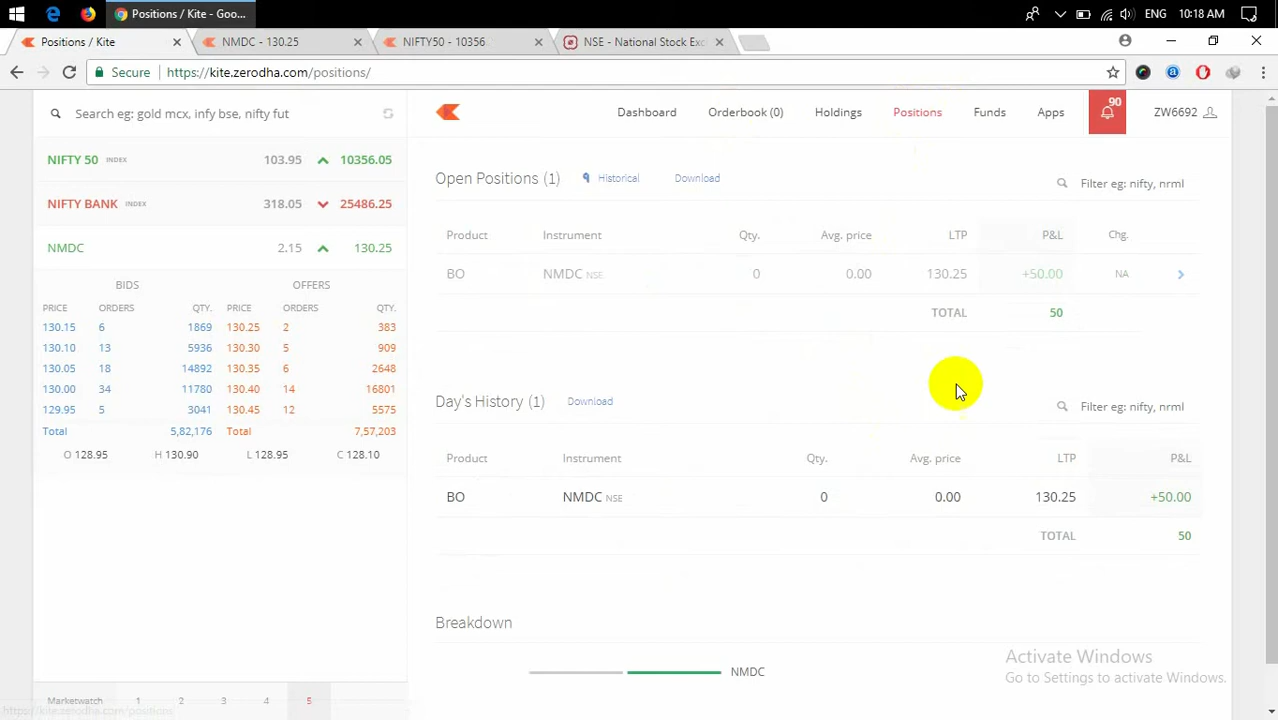 Positions / Kite - Goo...
ENG
10:18 AM
Positions / Kite
NMDC - 130.25
NIFTY50 - 10356
NSE - National Stock Exc
Secure
https://kite.zerodha.com/positions/
Search eg: gold mcx, infy bse, nifty fut
Dashboard
Orderbook (0)
Holdings
Positions
Funds
Apps
90
ZW6692
NIFTY 50 INDEX 103.95 10356.05
NIFTY BANK INDEX 318.05 25486.25
NMDC 2.15 130.25
BIDS OFFERS
PRICE ORDERS QTY. PRICE ORDERS QTY.
130.15 6 1869 130.25 2 383
130.10 13 5936 130.30 5 909
130.05 18 14892 130.35 6 2648
130.00 34 11780 130.40 14 16801
129.95 5 3041 130.45 12 5575
Total 5,82,176 Total 7,57,203
O 128.95 H 130.90 L 128.95 C 128.10
Marketwatch 1 2 3 4 5
https://kite.zerodha.com/positions
Open Positions (1) Historical Download
Filter eg: nifty, nrml
Product Instrument Qty. Avg. price LTP P&L Chg.
BO NMDC NSE 0 0.00 130.25 +50.00 NA
TOTAL 50
Day's History (1) Download
Filter eg: nifty, nrml
Product Instrument Qty. Avg. price LTP P&L
BO NMDC NSE 0 0.00 130.25 +50.00
TOTAL 50
Breakdown
NMDC
Activate Windows
Go to Settings to activate Windows.